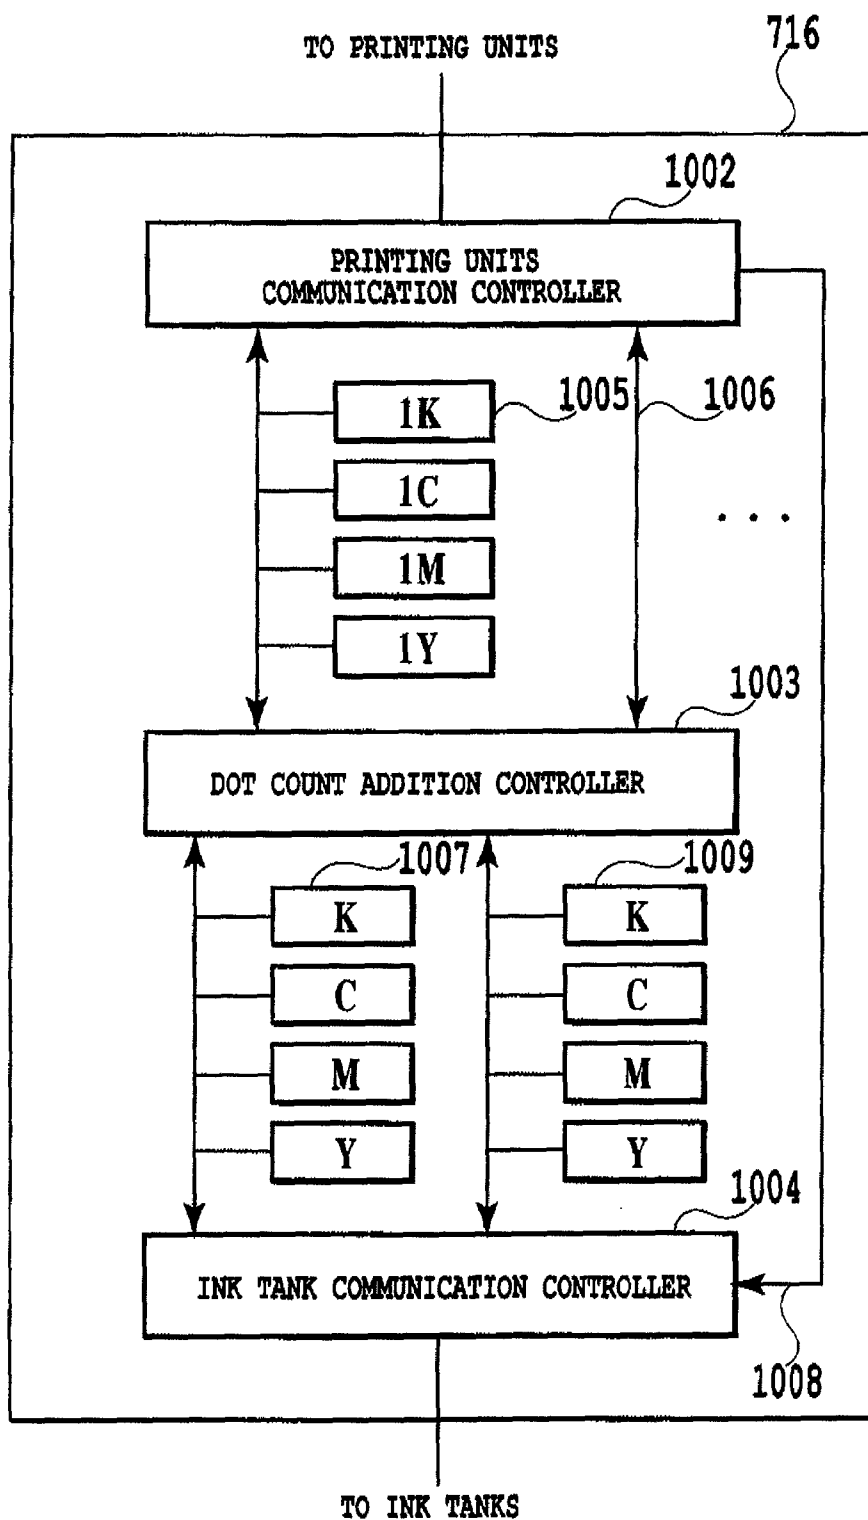 716
TO PRINTING UNITS
1002
PRINTING UNITS
COMMUNICATION CONTROLLER
1K
1005
1006
1C
. . .
1M
1Y
1003
DOT COUNT ADDITION CONTROLLER
1007
1009
K
K
C
C
M
M
Y
Y
1004
INK TANK COMMUNICATION CONTROLLER
1008
TO INK TANKS